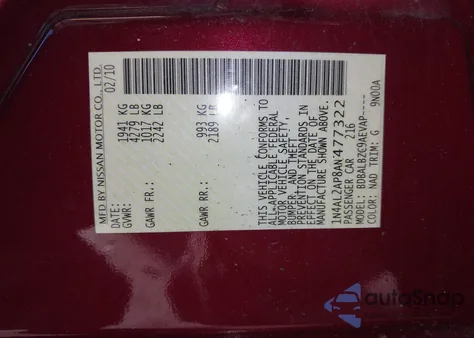 MFD BY NISSAN MOTOR CO., LTD.
DATE: 02/10
GVWR: 1941 KG
4279 LB
GAWR FR.: 1017 KG
2242 LB
GAWR RR.: 993 KG
2189 LB
THIS VEHICLE CONFORMS TO
ALL APPLICABLE FEDERAL
MOTOR VEHICLE SAFETY,
BUMPER, AND THEFT
PREVENTION STANDARDS IN
EFFECT ON THE DATE OF
MANUFACTURE SHOWN ABOVE.
1N4AL2AP8AN477322
PASSENGER CAR 216
MODEL: BDBALBZC9AEVAP---
COLOR: NAD TRIM: G 9N00A
autoSnap